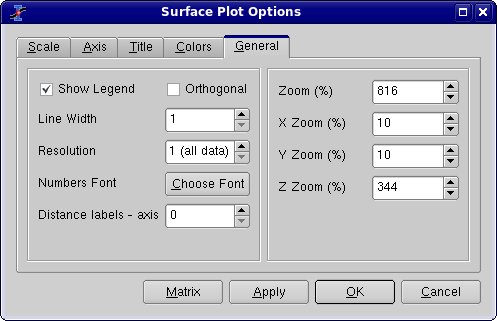 Surface Plot Options
Scale Axis Title Colors General
Show Legend Orthogonal
Line Width 1
Resolution 1 (all data)
Numbers Font Choose Font
Distance labels - axis 0
Zoom (%) 816
X Zoom (%) 10
Y Zoom (%) 10
Z Zoom (%) 344
Matrix Apply OK Cancel